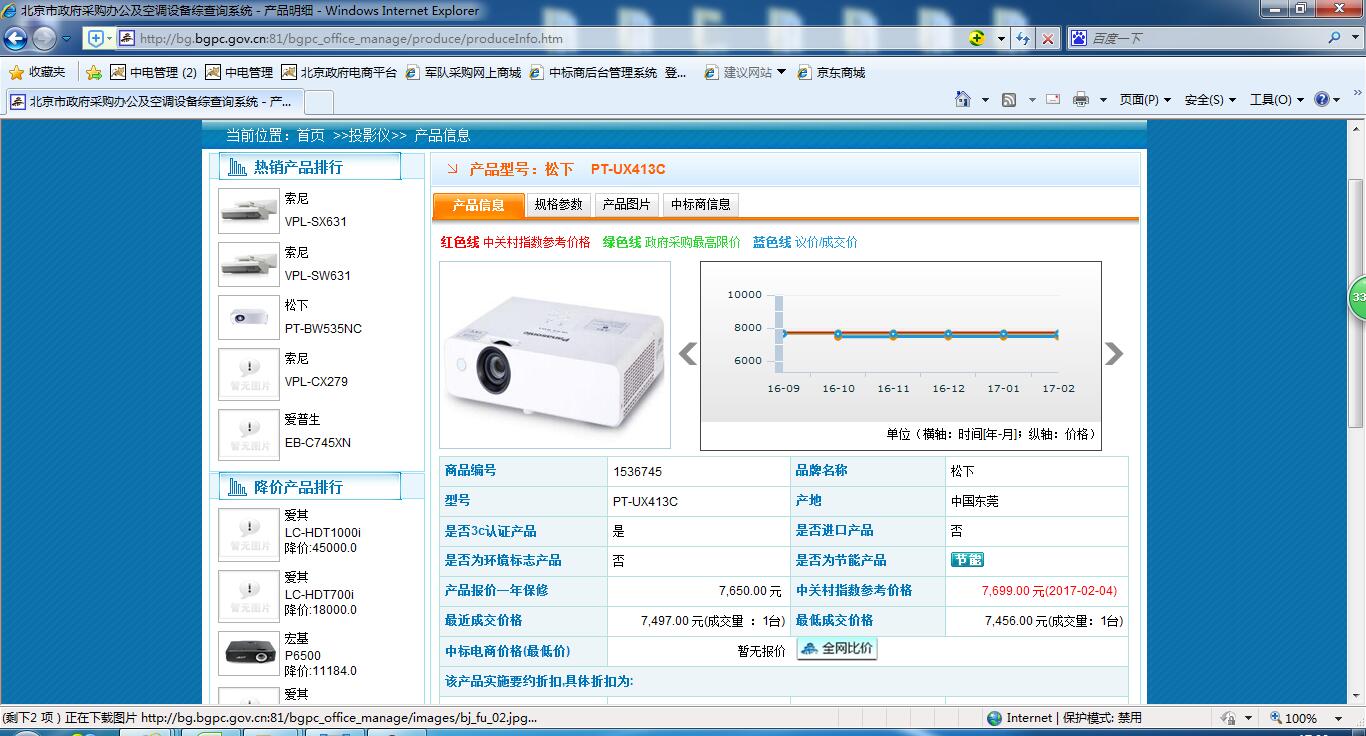 北京市政府采购办公及空调设备综查询系统 - 产品明细 - Windows Internet Explorer
http://bg.bgpc.gov.cn:81/bgpc_office_manage/produce/produceInfo.htm
百度一下
收藏夹 中电管理 (2) 中电管理 北京政府电商平台 军队采购网上商城 中标商后台管理系统 登... 建议网站 京东商城
北京市政府采购办公及空调设备综查询系统 - 产...
页面(P) 安全(S) 工具(O)
当前位置：首页 >>投影仪>> 产品信息
热销产品排行
索尼
VPL-SX631
索尼
VPL-SW631
松下
PT-BW535NC
暂无图片
索尼
VPL-CX279
暂无图片
爱普生
EB-C745XN
降价产品排行
暂无图片
爱其
LC-HDT1000i
降价:45000.0
暂无图片
爱其
LC-HDT700i
降价:18000.0
宏基
P6500
降价:11184.0
爱其
产品型号：松下 PT-UX413C
产品信息 规格参数 产品图片 中标商信息
红色线 中关村指数参考价格 绿色线 政府采购最高限价 蓝色线 议价/成交价
Panasonic
10000
8000
6000
16-09 16-10 16-11 16-12 17-01 17-02
单位（横轴：时间[年-月]；纵轴：价格）
33
商品编号 1536745 品牌名称 松下
型号 PT-UX413C 产地 中国东莞
是否3c认证产品 是 是否进口产品 否
是否为环境标志产品 否 是否为节能产品 节能
产品报价一年保修 7,650.00 元 中关村指数参考价格 7,699.00 元(2017-02-04)
最近成交价格 7,497.00 元(成交量 ：1台) 最低成交价格 7,456.00 元(成交量：1台)
中标电商价格(最低价) 暂无报价 全网比价
该产品实施要约折扣,具体折扣为:
(剩下2 项 ) 正在下载图片 http://bg.bgpc.gov.cn:81/bgpc_office_manage/images/bj_fu_02.jpg...
Internet | 保护模式: 禁用
100%